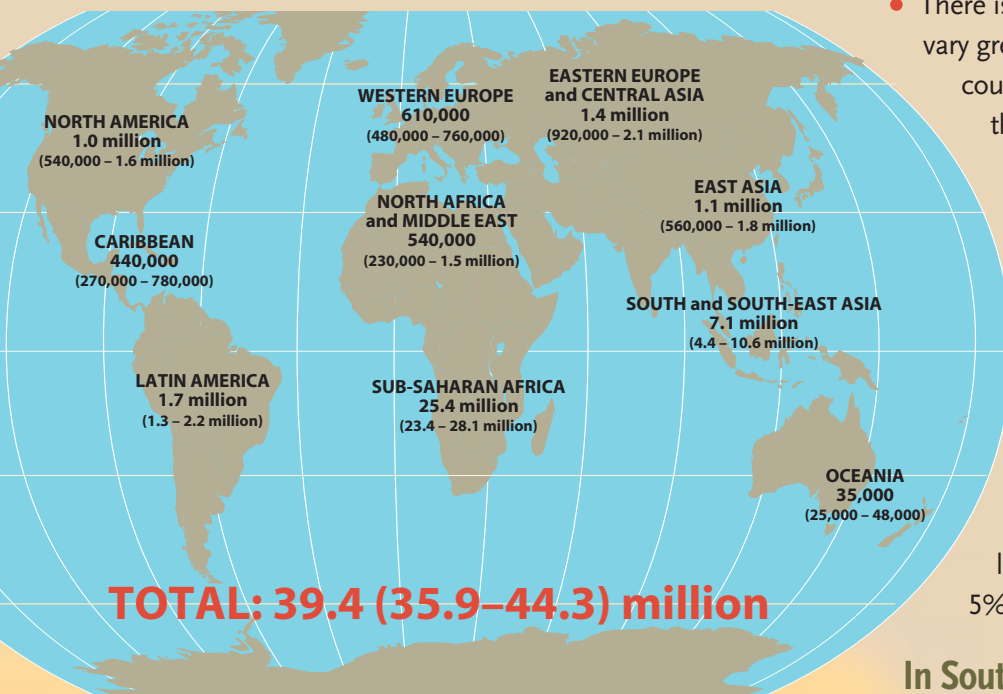 There is
vary gre
cou
th
NORTH AMERICA
1.0 million
(540,000 – 1.6 million)
WESTERN EUROPE
610,000
(480,000 – 760,000)
EASTERN EUROPE
and CENTRAL ASIA
1.4 million
(920,000 – 2.1 million)
CARIBBEAN
440,000
(270,000 – 780,000)
NORTH AFRICA
and MIDDLE EAST
540,000
(230,000 – 1.5 million)
EAST ASIA
1.1 million
(560,000 – 1.8 million)
SOUTH and SOUTH-EAST ASIA
7.1 million
(4.4 – 10.6 million)
LATIN AMERICA
1.7 million
(1.3 – 2.2 million)
SUB-SAHARAN AFRICA
25.4 million
(23.4 – 28.1 million)
OCEANIA
35,000
(25,000 – 48,000)
TOTAL: 39.4 (35.9–44.3) million
5%
In Sout